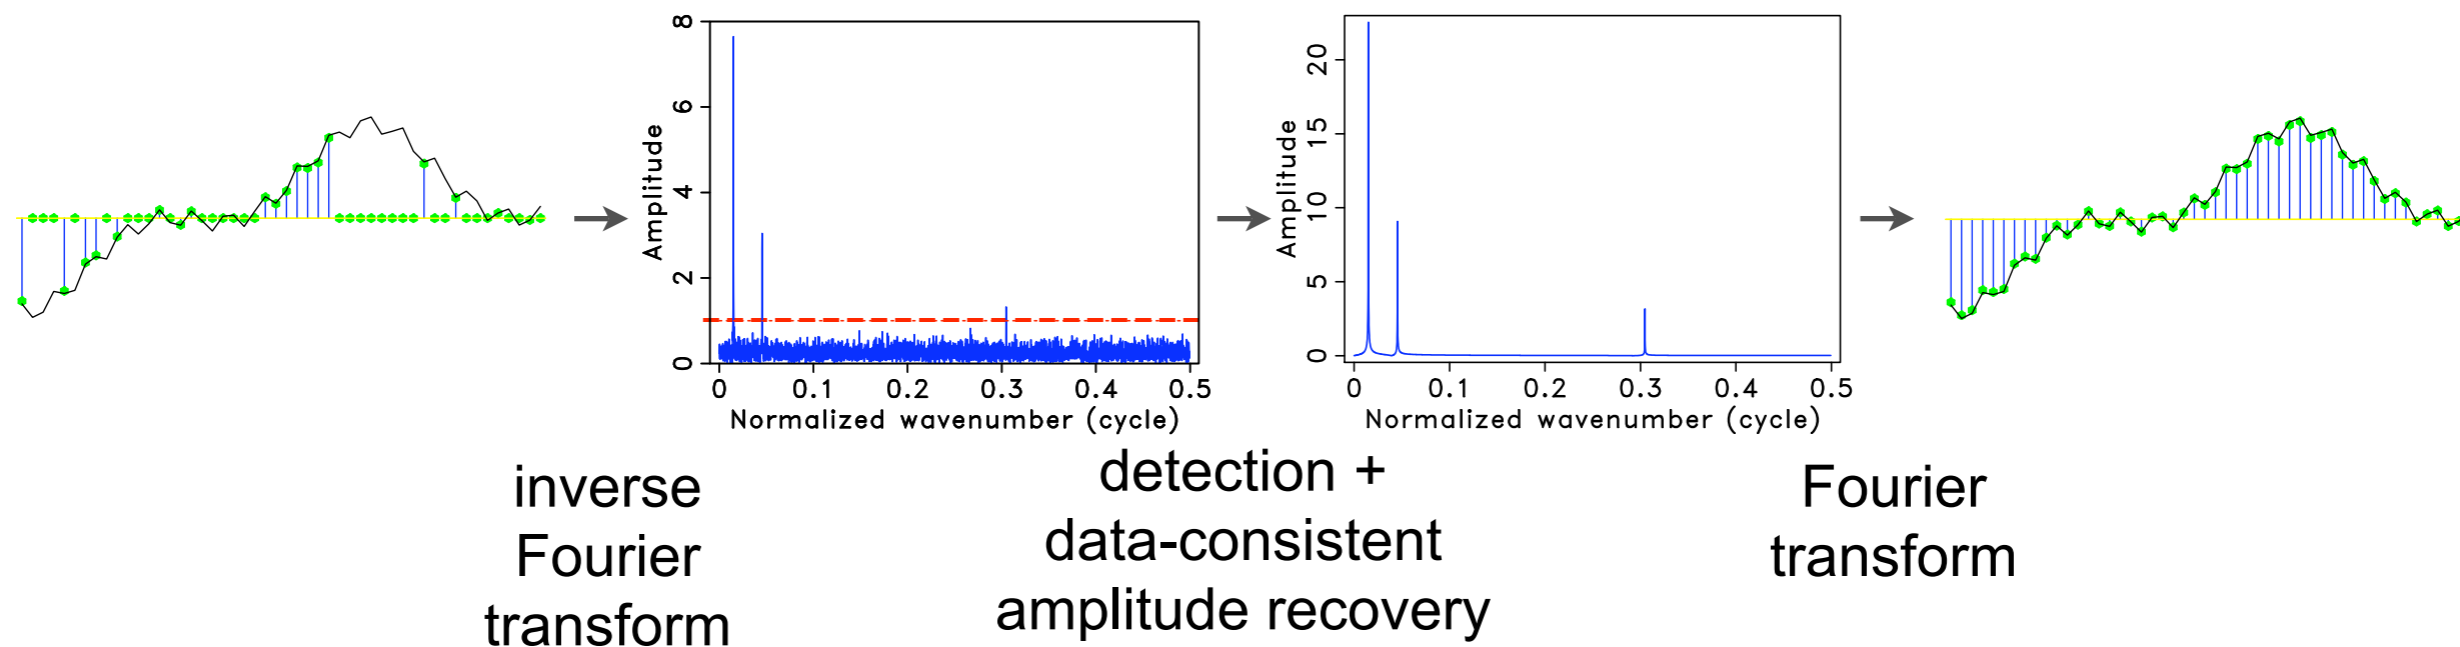 8
6
4
2
0
Amplitude
0 0.1 0.2 0.3 0.4 0.5
Normalized wavenumber (cycle)
20
15
10
5
0
Amplitude
0 0.1 0.2 0.3 0.4 0.5
Normalized wavenumber (cycle)
inverse
Fourier
transform
detection +
data-consistent
amplitude recovery
Fourier
transform